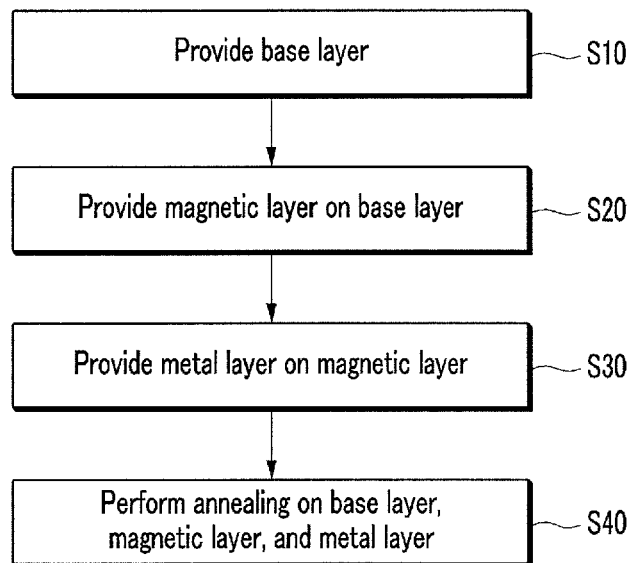 Provide base layer
S10
Provide magnetic layer on base layer
S20
Provide metal layer on magnetic layer
S30
Perform annealing on base layer,
magnetic layer, and metal layer
S40